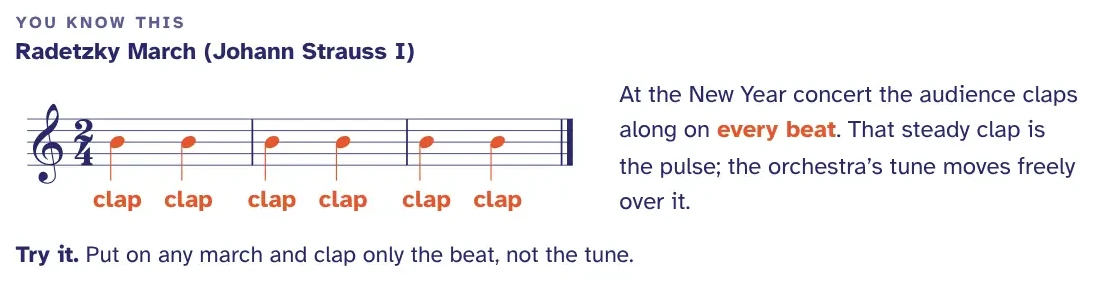 YOU KNOW THIS
Radetzky March (Johann Strauss I)
2
4
clap clap clap clap clap clap
At the New Year concert the audience claps
along on every beat. That steady clap is
the pulse; the orchestra’s tune moves freely
over it.
Try it. Put on any march and clap only the beat, not the tune.